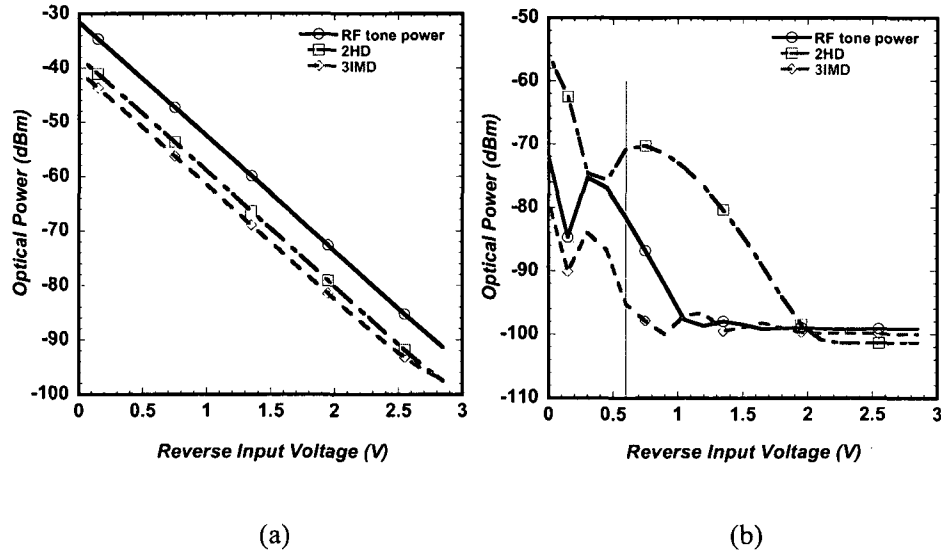 -30
-40
-50
-60
-70
-80
-90
-100
Optical Power (dBm)
RF tone power
2HD
3IMD
0 0.5 1 1.5 2 2.5 3
Reverse Input Voltage (V)
(a)
-50
-60
-70
-80
-90
-100
-110
Optical Power (dBm)
RF tone power
2HD
3IMD
0 0.5 1 1.5 2 2.5 3
Reverse Input Voltage (V)
(b)